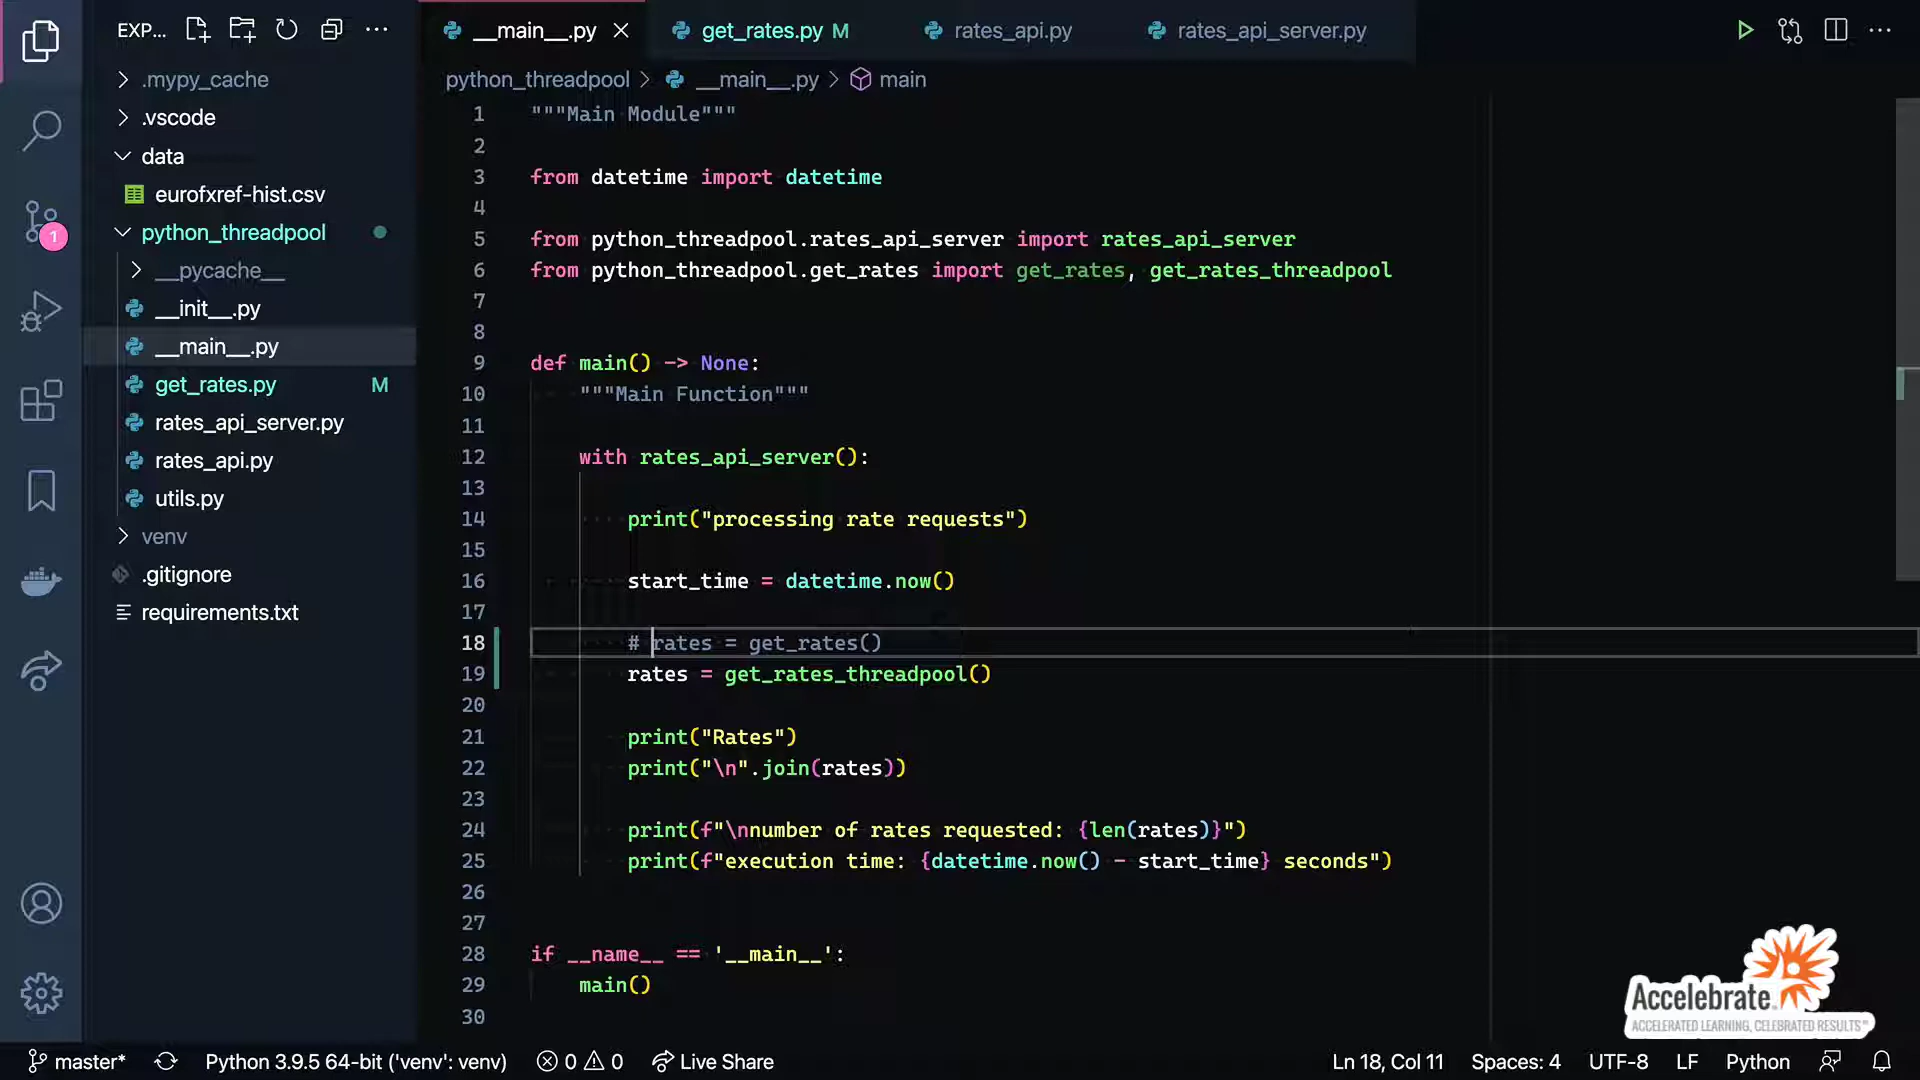 EXP...
.mypy_cache
.vscode
data
eurofxref-hist.csv
python_threadpool
__pycache__
__init__.py
__main__.py
get_rates.py M
rates_api_server.py
rates_api.py
utils.py
venv
.gitignore
requirements.txt
1
__main__.py get_rates.py M rates_api.py rates_api_server.py
python_threadpool > __main__.py > main
1 """Main Module"""
2
3 from datetime import datetime
4
5 from python_threadpool.rates_api_server import rates_api_server
6 from python_threadpool.get_rates import get_rates, get_rates_threadpool
7
8
9 def main() -> None:
10 """Main Function"""
11
12 with rates_api_server():
13
14 print("processing rate requests")
15
16 start_time = datetime.now()
17
18 # rates = get_rates()
19 rates = get_rates_threadpool()
20
21 print("Rates")
22 print("\n".join(rates))
23
24 print(f"\nnumber of rates requested: {len(rates)}")
25 print(f"execution time: {datetime.now() - start_time} seconds")
26
27
28 if __name__ == '__main__':
29 main()
30
Accelebrate.
ACCELERATED LEARNING, CELEBRATED RESULTS™
master* Python 3.9.5 64-bit ('venv': venv) 0 0 Live Share Ln 18, Col 11 Spaces: 4 UTF-8 LF Python